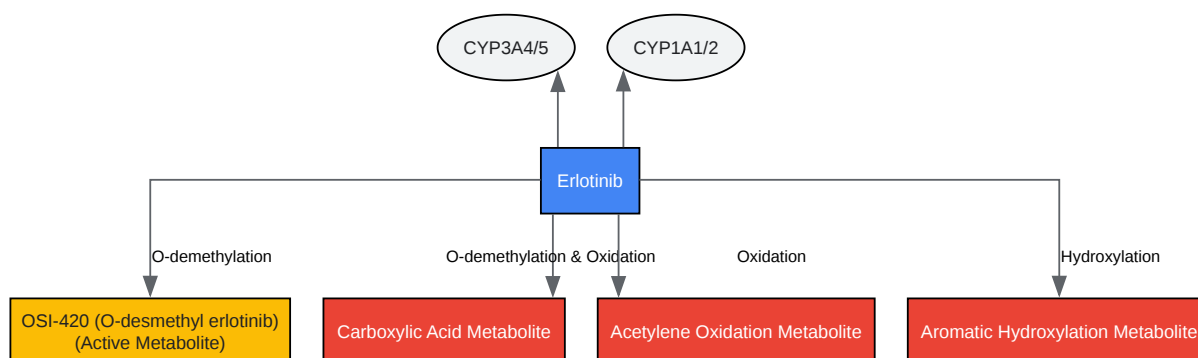 CYP3A4/5
CYP1A1/2
Erlotinib
O-demethylation
O-demethylation & Oxidation
Oxidation
Hydroxylation
OSI-420 (O-desmethyl erlotinib)
(Active Metabolite)
Carboxylic Acid Metabolite
Acetylene Oxidation Metabolite
Aromatic Hydroxylation Metabolite